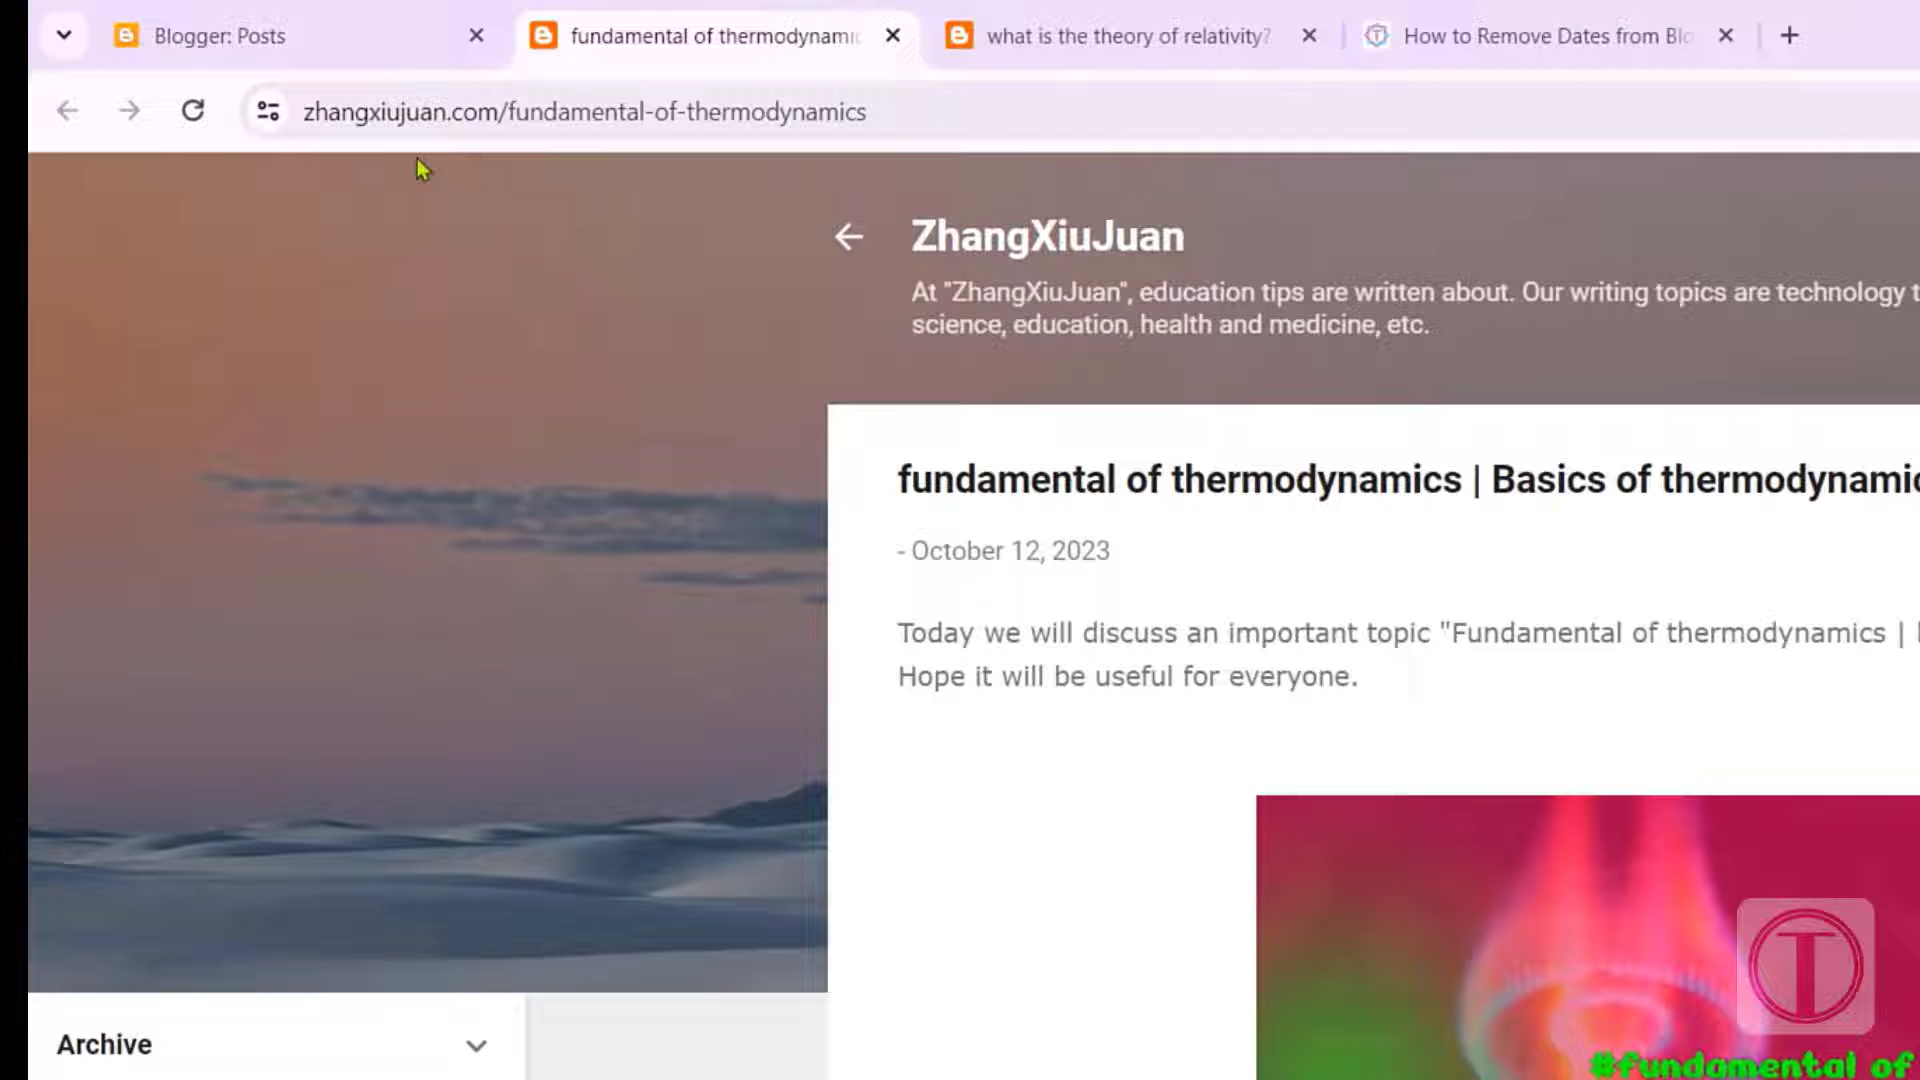 Blogger: Posts
fundamental of thermodynamic
what is the theory of relativity?
How to Remove Dates from Blo
zhangxiujuan.com/fundamental-of-thermodynamics
ZhangXiuJuan
At "ZhangXiuJuan", education tips are written about. Our writing topics are technology t
science, education, health and medicine, etc.
fundamental of thermodynamics | Basics of thermodynamic
- October 12, 2023
Today we will discuss an important topic "Fundamental of thermodynamics |
Hope it will be useful for everyone.
T
#fundamental of
Archive